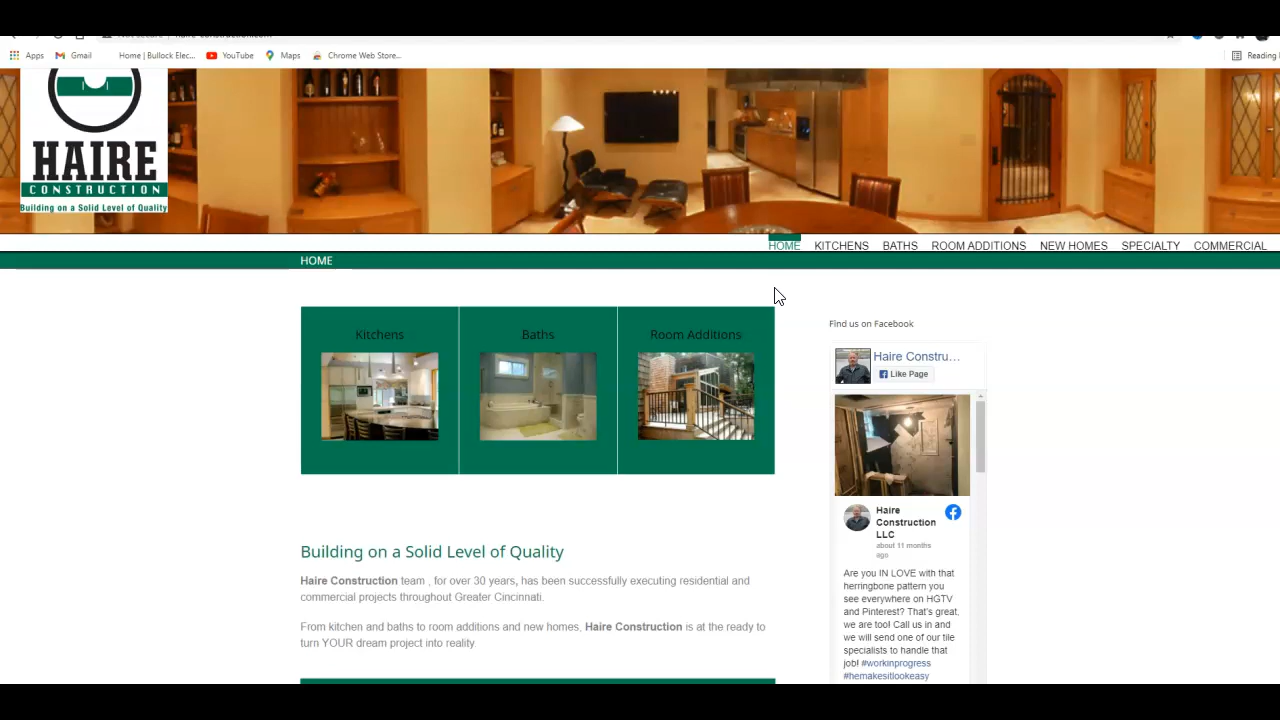 Apps
Gmail
Home | Bullock Elec...
YouTube
Maps
Chrome Web Store...
Reading
HAIRE
CONSTRUCTION
Building on a Solid Level of Quality
HOME
KITCHENS
BATHS
ROOM ADDITIONS
NEW HOMES
SPECIALTY
COMMERCIAL
HOME
Kitchens
Baths
Room Additions
Building on a Solid Level of Quality
Haire Construction team , for over 30 years, has been successfully executing residential and
commercial projects throughout Greater Cincinnati.
From kitchen and baths to room additions and new homes, Haire Construction is at the ready to
turn YOUR dream project into reality.
Find us on Facebook
Haire Constru...
Like Page
Haire
Construction
LLC
about 11 months
ago
Are you IN LOVE with that
herringbone pattern you
see everywhere on HGTV
and Pinterest? That's great,
we are too! Call us in and
we will send one of our tile
specialists to handle that
job! #workinprogress
#hemakesitlookeasy